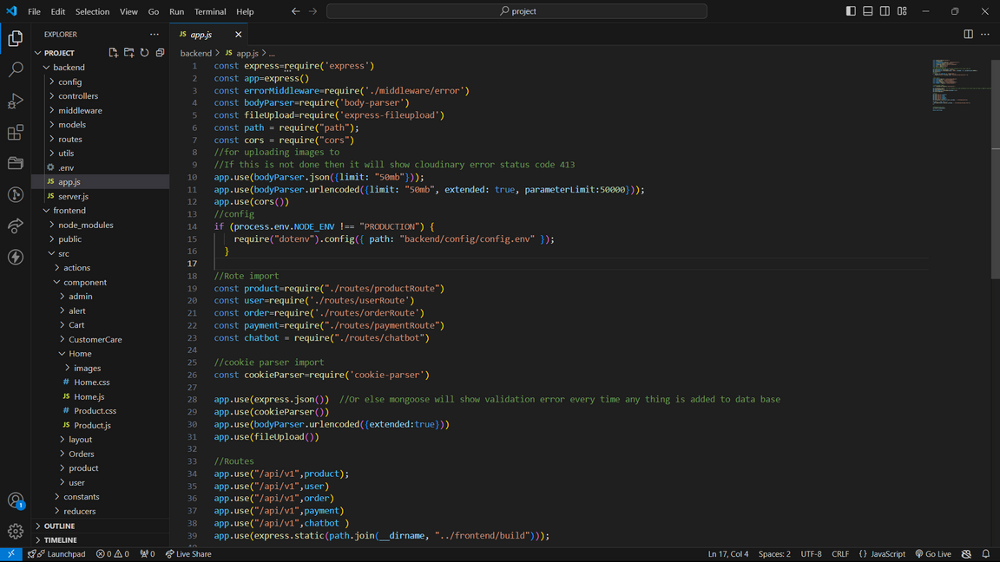 File Edit Selection View Go Run Terminal Help
project
EXPLORER
PROJECT
backend
config
controllers
middleware
models
routes
utils
.env
JS app.js
JS server.js
frontend
node_modules
public
src
actions
component
admin
alert
Cart
CustomerCare
Home
images
# Home.css
JS Home.js
# Product.css
JS Product.js
layout
Orders
product
user
constants
reducers
OUTLINE
TIMELINE
1
JS app.js
backend > JS app.js > ...
1 const express=require('express')
2 const app=express()
3 const errorMiddleware=require('./middleware/error')
4 const bodyParser=require('body-parser')
5 const fileUpload=require('express-fileupload')
6 const path = require("path");
7 const cors = require("cors")
8 //for uploading images to
9 //If this is not done then it will show cloudinary error status code 413
10 app.use(bodyParser.json({limit: "50mb"}));
11 app.use(bodyParser.urlencoded({limit: "50mb", extended: true, parameterLimit:50000}));
12 app.use(cors())
13 //config
14 if (process.env.NODE_ENV !== "PRODUCTION") {
15 require("dotenv").config({ path: "backend/config/config.env" });
16 }
17
18 //Rote import
19 const product=require("./routes/productRoute")
20 const user=require('./routes/userRoute')
21 const order=require('./routes/orderRoute')
22 const payment=require("./routes/paymentRoute")
23 const chatbot = require("./routes/chatbot")
24
25 //cookie parser import
26 const cookieParser=require('cookie-parser')
27
28 app.use(express.json()) //Or else mongoose will show validation error every time any thing is added to data base
29 app.use(cookieParser())
30 app.use(bodyParser.urlencoded({extended:true}))
31 app.use(fileUpload())
32
33 //Routes
34 app.use("/api/v1",product);
35 app.use("/api/v1",user)
36 app.use("/api/v1",order)
37 app.use("/api/v1",payment)
38 app.use("/api/v1",chatbot )
39 app.use(express.static(path.join(__dirname, "../frontend/build")));
Launchpad 0 0 0 Live Share Ln 17, Col 4 Spaces: 2 UTF-8 CRLF {} JavaScript Go Live